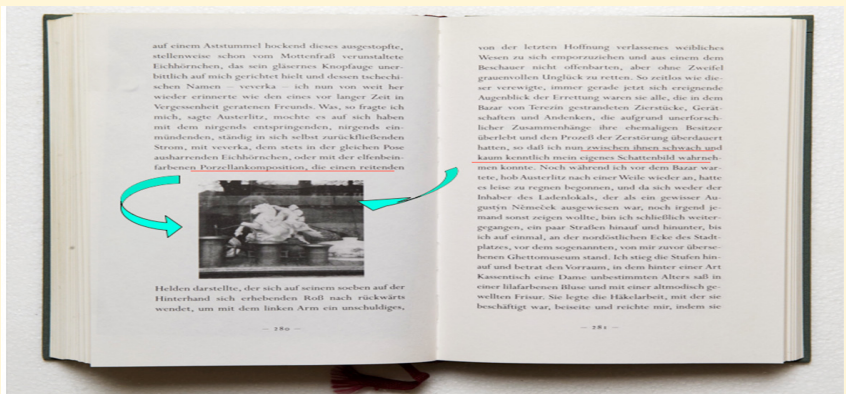 auf einem Aststummel hockend dieses ausgestopfte,
stellenweise schon vom Mottenfraß verunstaltete
Eichhörnchen, das sein gläsernes Knopfauge uner-
bittlich auf mich gerichtet hielt und dessen tschechi-
schen Namen – veverka – ich nun von weit her
wieder erinnerte wie den eines vor langer Zeit in
Vergessenheit geratenen Freunds. Was, so fragte ich
mich, sagte Austerlitz, mochte es auf sich haben
mit dem nirgends entspringenden, nirgends ein-
mündenden, ständig in sich selbst zurückfließenden
Strom, mit veverka, dem stets in der gleichen Pose
ausharrenden Eichhörnchen, oder mit der elfenbein-
farbenen Porzellankomposition, die einen reitenden
Helden darstellte, der sich auf seinem soeben auf der
Hinterhand sich erhebenden Roß nach rückwärts
wendet, um mit dem linken Arm ein unschuldiges,
– 280 –
von der letzten Hoffnung verlassenes weibliches
Wesen zu sich emporzuziehen und aus einem dem
Beschauer nicht offenbarten, aber ohne Zweifel
grauenvollen Unglück zu retten. So zeitlos wie die-
ser verewigte, immer gerade jetzt sich ereignende
Augenblick der Errettung waren sie alle, die in dem
Bazar von Terezín gestrandeten Zierstücke, Gerät-
schaften und Andenken, die aufgrund unerforsch-
licher Zusammenhänge ihre ehemaligen Besitzer
überlebt und den Prozeß der Zerstörung überdauert
hatten, so daß ich nun zwischen ihnen schwach und
kaum kenntlich mein eigenes Schattenbild wahrneh-
men konnte. Noch während ich vor dem Bazar war-
tete, hob Austerlitz nach einer Weile wieder an, hatte
es leise zu regnen begonnen, und da sich weder der
Inhaber des Ladenlokals, der als ein gewisser Au-
gustýn Němeček ausgewiesen war, noch irgend je-
mand sonst zeigen wollte, bin ich schließlich weiter-
gegangen, ein paar Straßen hinauf und hinunter, bis
ich auf einmal, an der nordöstlichen Ecke des Stadt-
platzes, vor dem sogenannten, von mir zuvor überse-
henen Ghettomuseum stand. Ich stieg die Stufen hin-
auf und betrat den Vorraum, in dem hinter einer Art
Kassentisch eine Dame unbestimmten Alters saß in
einer lilafarbenen Bluse und mit einer altmodisch ge-
wellten Frisur. Sie legte die Häkelarbeit, mit der sie
beschäftigt war, beiseite und reichte mir, indem sie
– 281 –